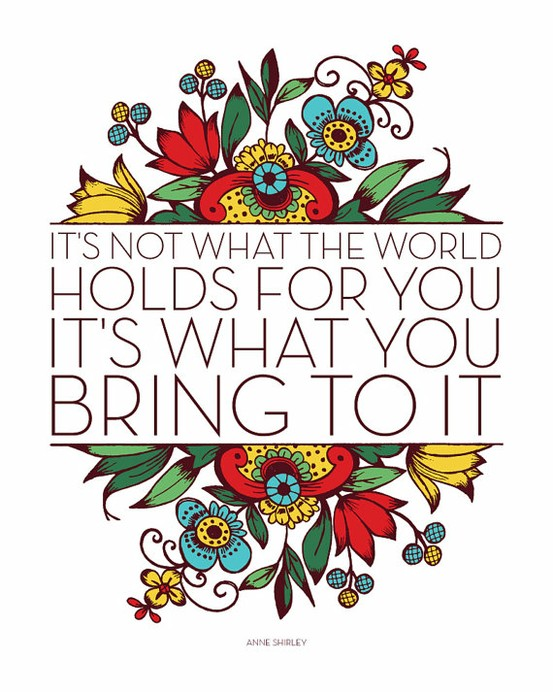 IT'S NOT WHAT THE WORLD
HOLDS FOR YOU
IT'S WHAT YOU
BRING TO IT
ANNE SHIRLEY